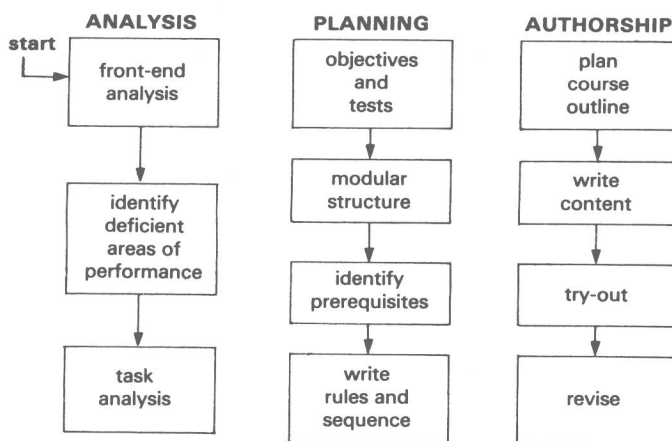 ANALYSIS
start
front-end
analysis
identify
deficient
areas of
performance
task
analysis
PLANNING
objectives
and
tests
modular
structure
identify
prerequisites
write
rules and
sequence
AUTHORSHIP
plan
course
outline
write
content
try-out
revise